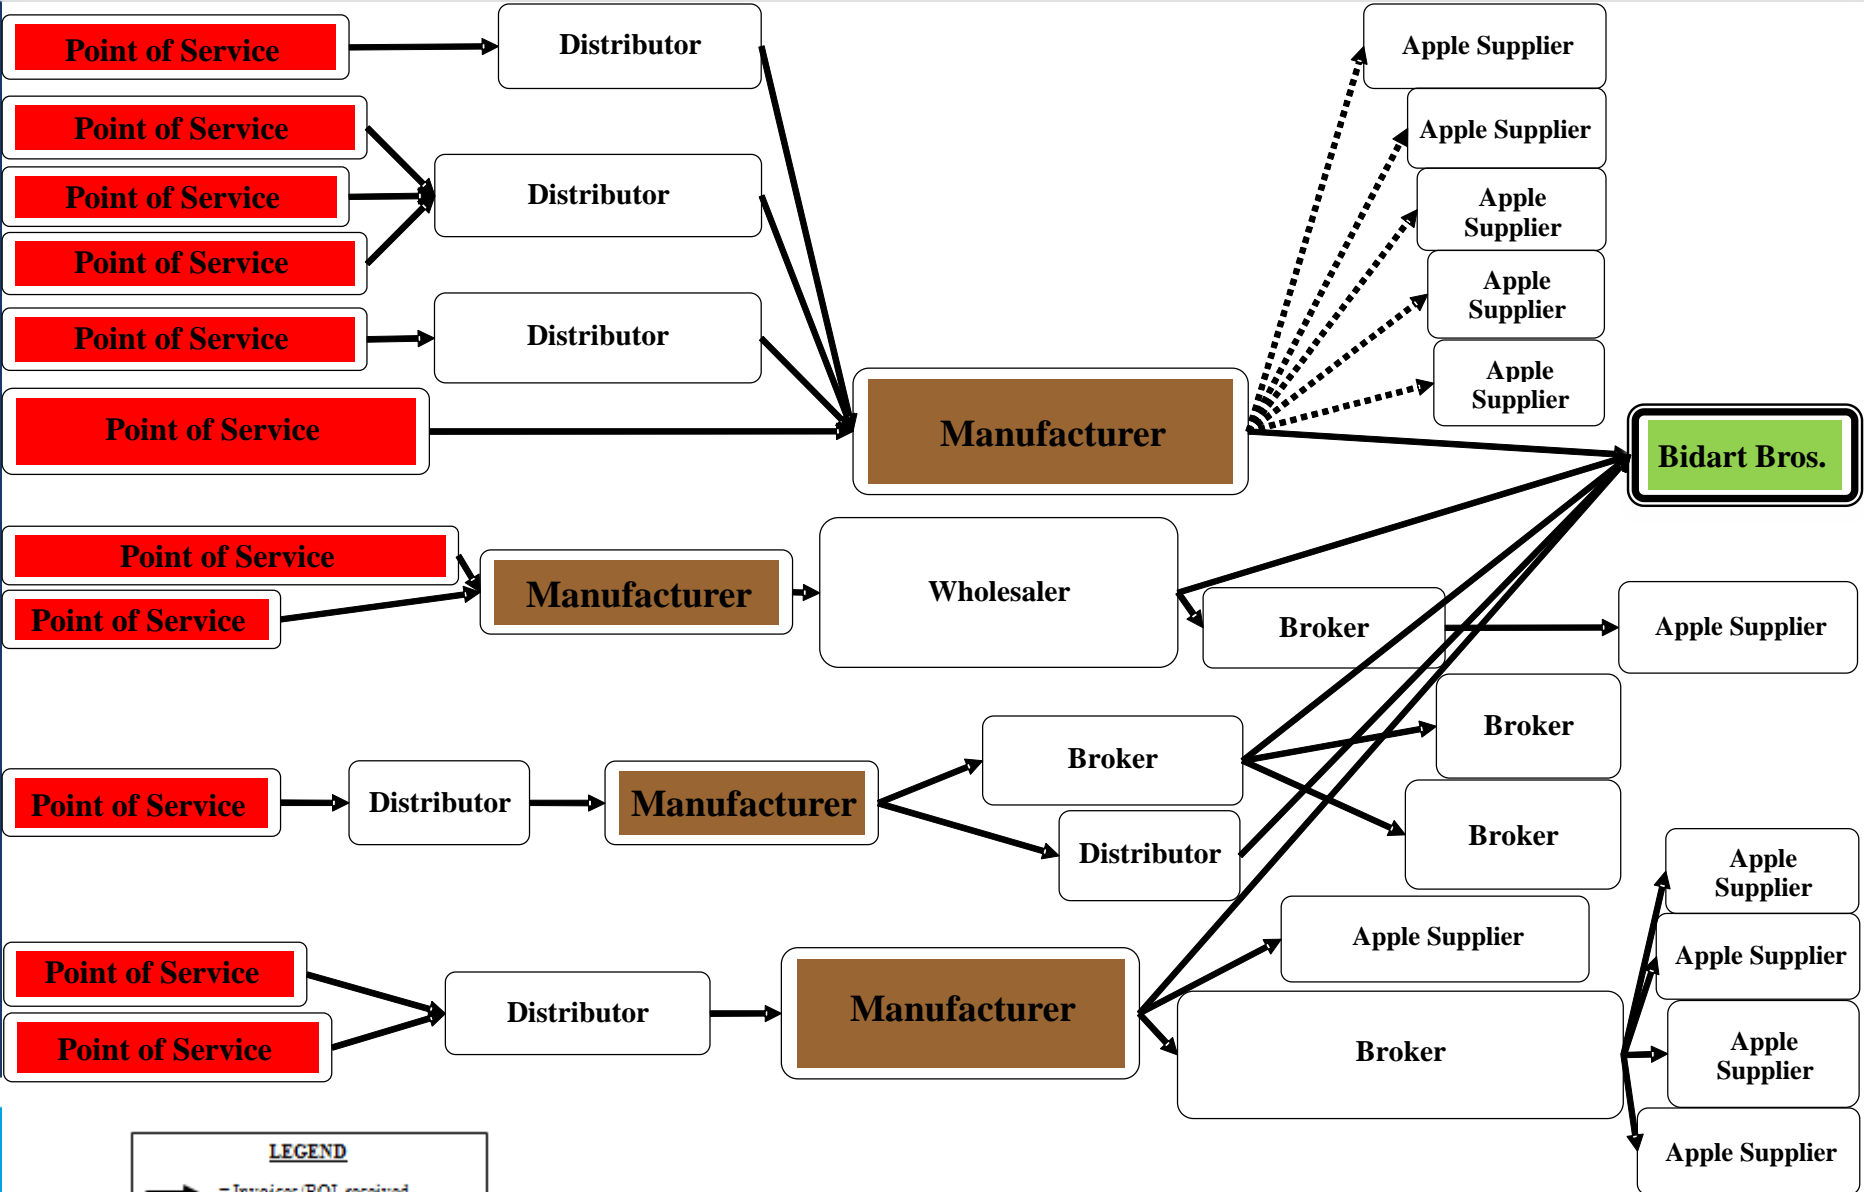 Point of Service
Distributor
Apple Supplier
Point of Service
Apple Supplier
Point of Service
Distributor
Apple
Supplier
Point of Service
Apple
Supplier
Point of Service
Distributor
Apple
Supplier
Point of Service
Manufacturer
Bidart Bros.
Point of Service
Manufacturer
Wholesaler
Point of Service
Broker
Apple Supplier
Broker
Broker
Point of Service
Distributor
Manufacturer
Broker
Distributor
Apple
Supplier
Apple Supplier
Apple Supplier
Point of Service
Distributor
Manufacturer
Point of Service
Broker
Apple
Supplier
Apple Supplier
LEGEND
= Invoices/BOL received